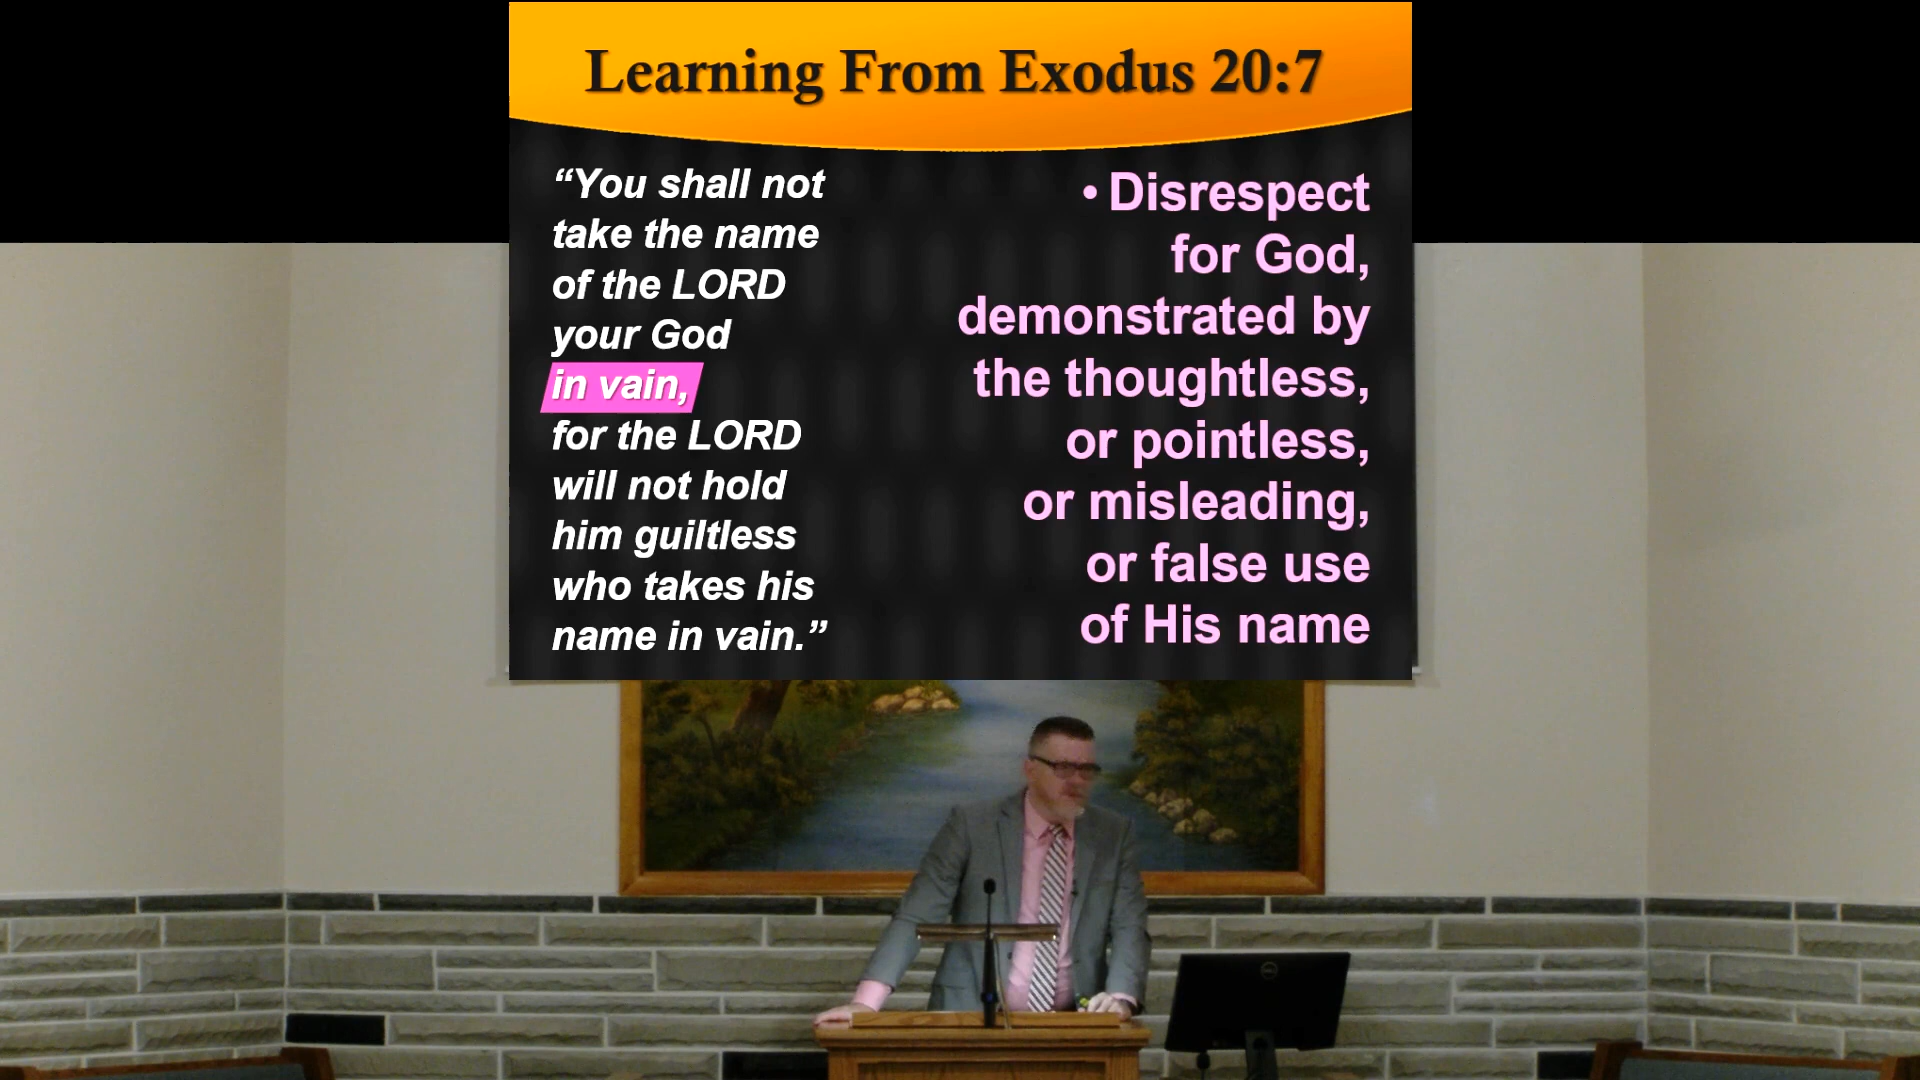 Learning From Exodus 20:7
“You shall not
take the name
of the LORD
your God
in vain,
for the LORD
will not hold
him guiltless
who takes his
name in vain.”
• Disrespect
for God,
demonstrated by
the thoughtless,
or pointless,
or misleading,
or false use
of His name
DELL